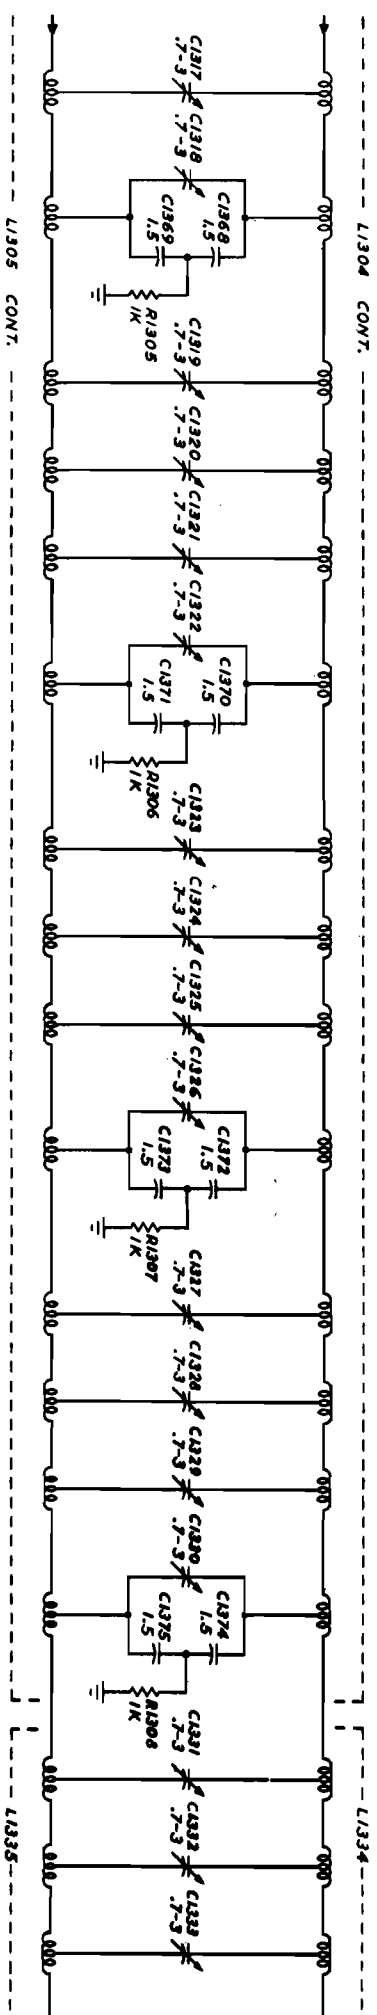 L1304 CONT.
L1334
C1317
.7-3
C1318
.7-3
C1368
1.5
C1369
1.5
R1305
1K
C1319
.7-3
C1320
.7-3
C1321
.7-3
C1322
.7-3
C1370
1.5
C1371
1.5
R1306
1K
C1323
.7-3
C1324
.7-3
C1325
.7-3
C1326
.7-3
C1372
1.5
C1373
1.5
R1307
1K
C1327
.7-3
C1328
.7-3
C1329
.7-3
C1330
.7-3
C1374
1.5
C1375
1.5
R1308
1K
C1331
.7-3
C1332
.7-3
C1333
.7-3
L1305 CONT.
L1335